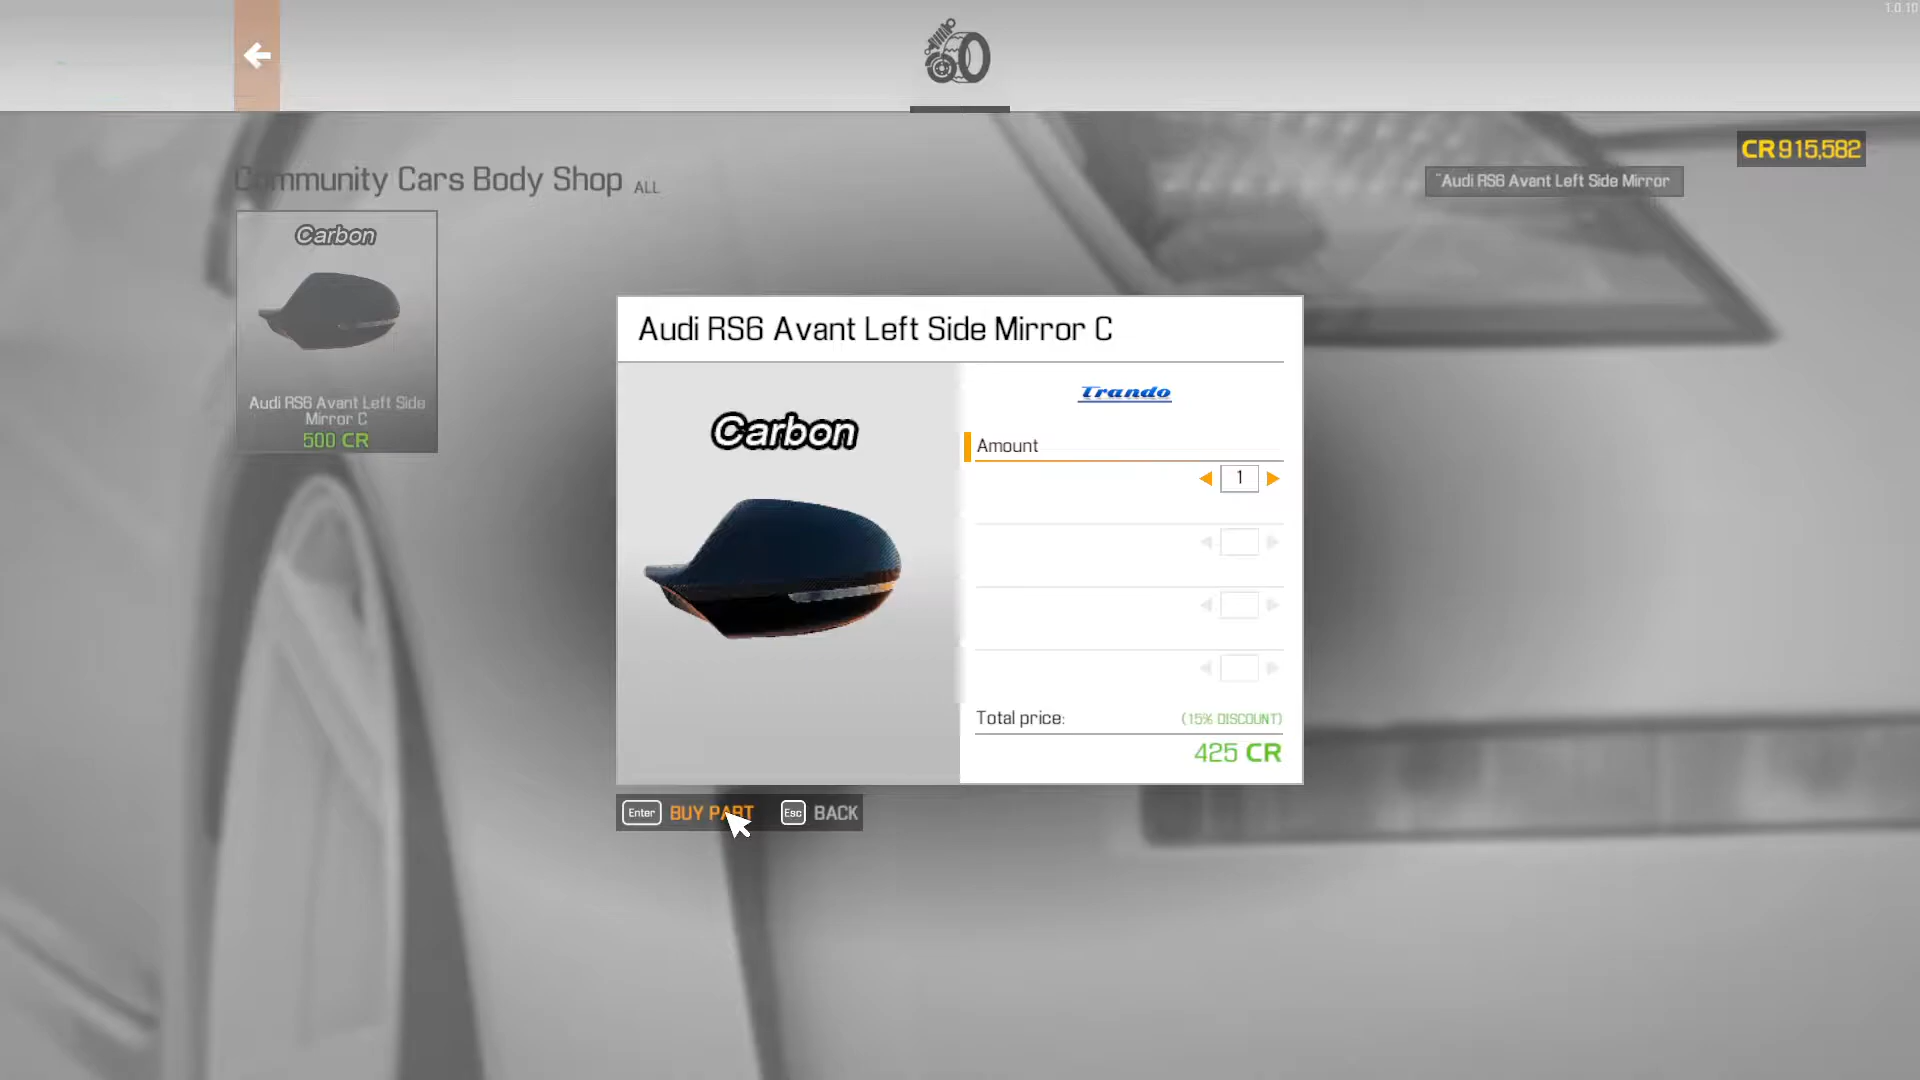 1.0.10
CR 915,582
Community Cars Body Shop ALL
"Audi RS6 Avant Left Side Mirror
Carbon
Audi RS6 Avant Left Side
Mirror C
500 CR
Audi RS6 Avant Left Side Mirror C
Carbon
Trando
Amount
1
Total price:
(15% DISCOUNT)
425 CR
Enter BUY PART Esc BACK